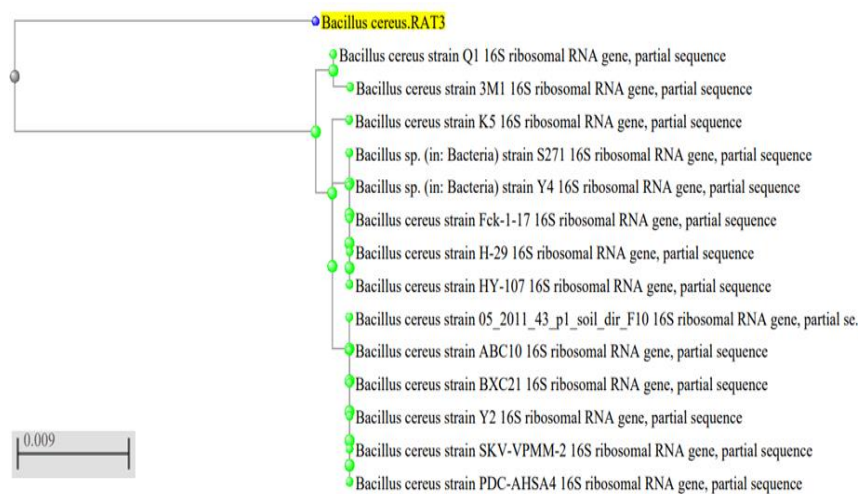 Bacillus cereus.RAT3
Bacillus cereus strain Q1 16S ribosomal RNA gene, partial sequence
Bacillus cereus strain 3M1 16S ribosomal RNA gene, partial sequence
Bacillus cereus strain K5 16S ribosomal RNA gene, partial sequence
Bacillus sp. (in: Bacteria) strain S271 16S ribosomal RNA gene, partial sequence
Bacillus sp. (in: Bacteria) strain Y4 16S ribosomal RNA gene, partial sequence
Bacillus cereus strain Fck-1-17 16S ribosomal RNA gene, partial sequence
Bacillus cereus strain H-29 16S ribosomal RNA gene, partial sequence
Bacillus cereus strain HY-107 16S ribosomal RNA gene, partial sequence
Bacillus cereus strain 05_2011_43_p1_soil_dir_F10 16S ribosomal RNA gene, partial se.
Bacillus cereus strain ABC10 16S ribosomal RNA gene, partial sequence
Bacillus cereus strain BXC21 16S ribosomal RNA gene, partial sequence
Bacillus cereus strain Y2 16S ribosomal RNA gene, partial sequence
Bacillus cereus strain SKV-VPMM-2 16S ribosomal RNA gene, partial sequence
Bacillus cereus strain PDC-AHSA4 16S ribosomal RNA gene, partial sequence
0.009